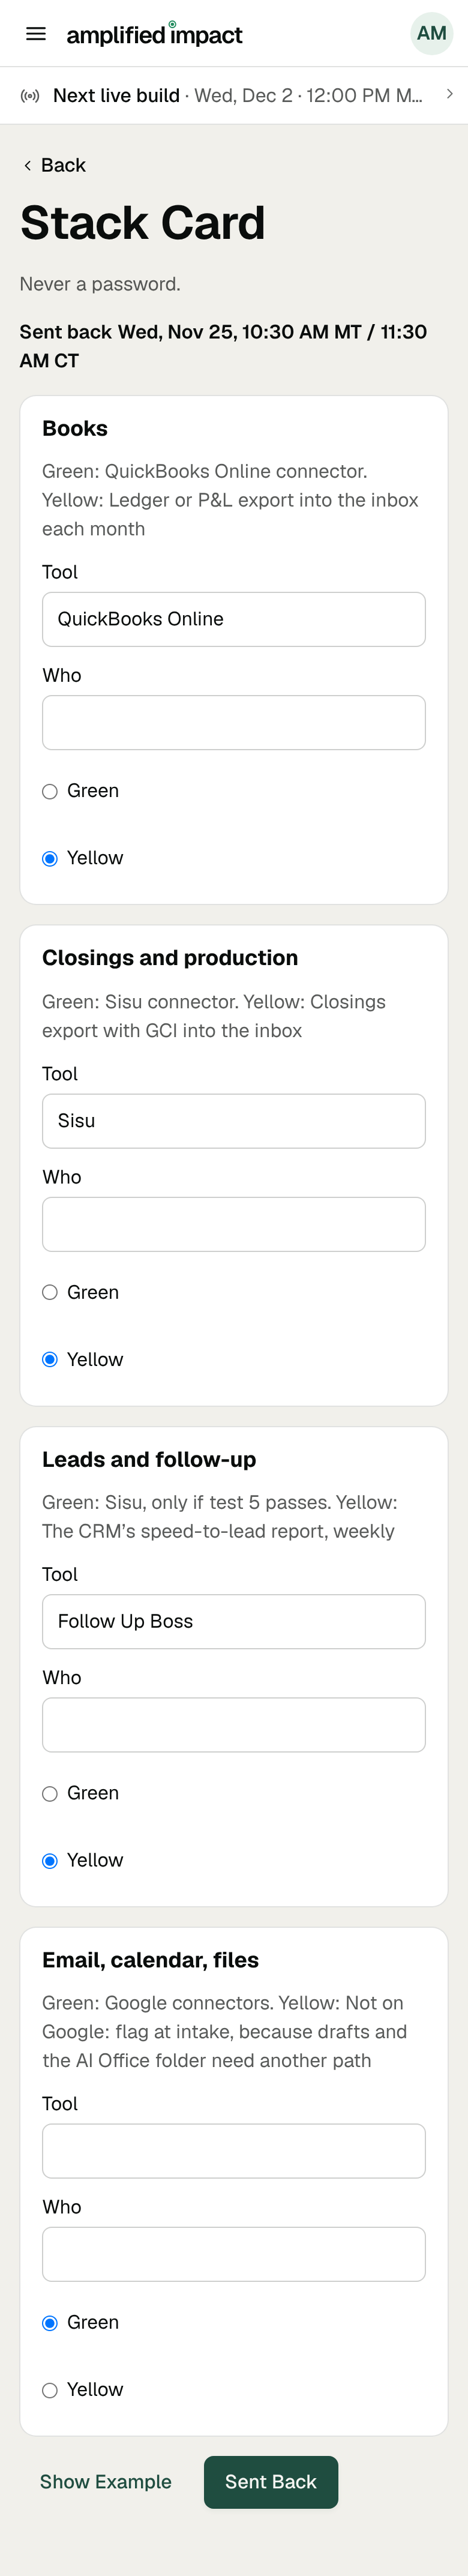 amplified impact
AM
Next live build · Wed, Dec 2 · 12:00 PM M...
Back
Stack Card
Never a password.
Sent back Wed, Nov 25, 10:30 AM MT / 11:30
AM CT
Books
Green: QuickBooks Online connector.
Yellow: Ledger or P&L export into the inbox
each month
Tool
QuickBooks Online
Who
Green
Yellow
Closings and production
Green: Sisu connector. Yellow: Closings
export with GCI into the inbox
Tool
Sisu
Who
Green
Yellow
Leads and follow-up
Green: Sisu, only if test 5 passes. Yellow:
The CRM’s speed-to-lead report, weekly
Tool
Follow Up Boss
Who
Green
Yellow
Email, calendar, files
Green: Google connectors. Yellow: Not on
Google: flag at intake, because drafts and
the AI Office folder need another path
Tool
Who
Green
Yellow
Show Example
Sent Back